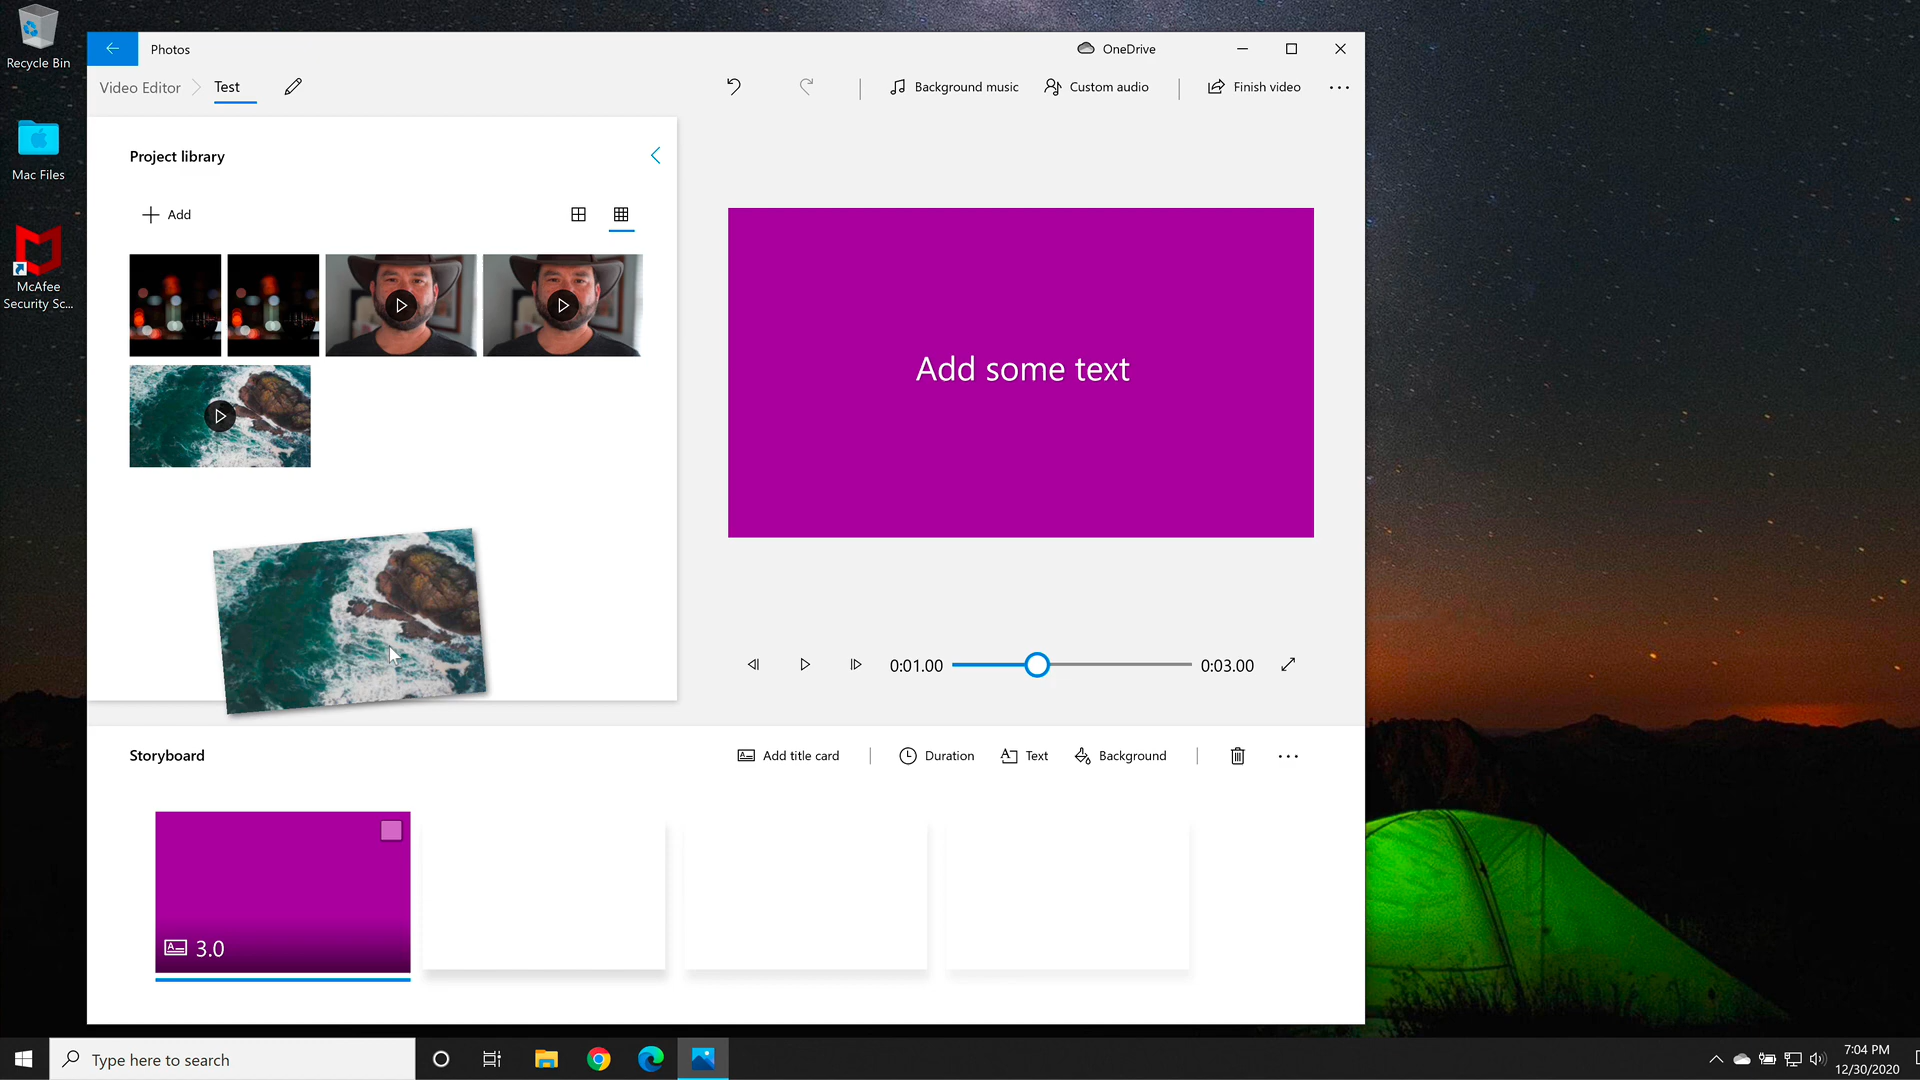 Recycle Bin
Mac Files
McAfee
Security Sc...
Photos
OneDrive
Video Editor
Test
Background music
Custom audio
Finish video
Project library
Add
Add some text
0:01.00
0:03.00
Storyboard
Add title card
Duration
Text
Background
3.0
Type here to search
7:04 PM
12/30/2020